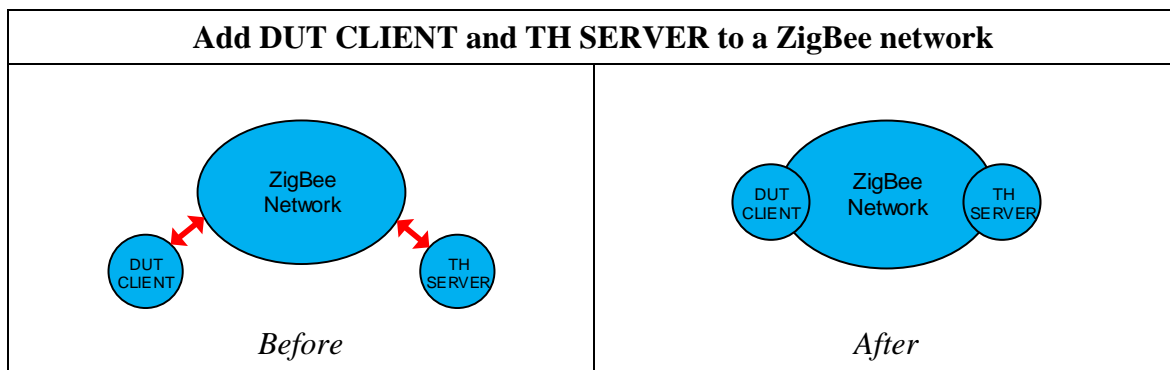 Add DUT CLIENT and TH SERVER to a ZigBee network
ZigBee
Network
DUT
CLIENT
TH
SERVER
Before
DUT
CLIENT
ZigBee
Network
TH
SERVER
After